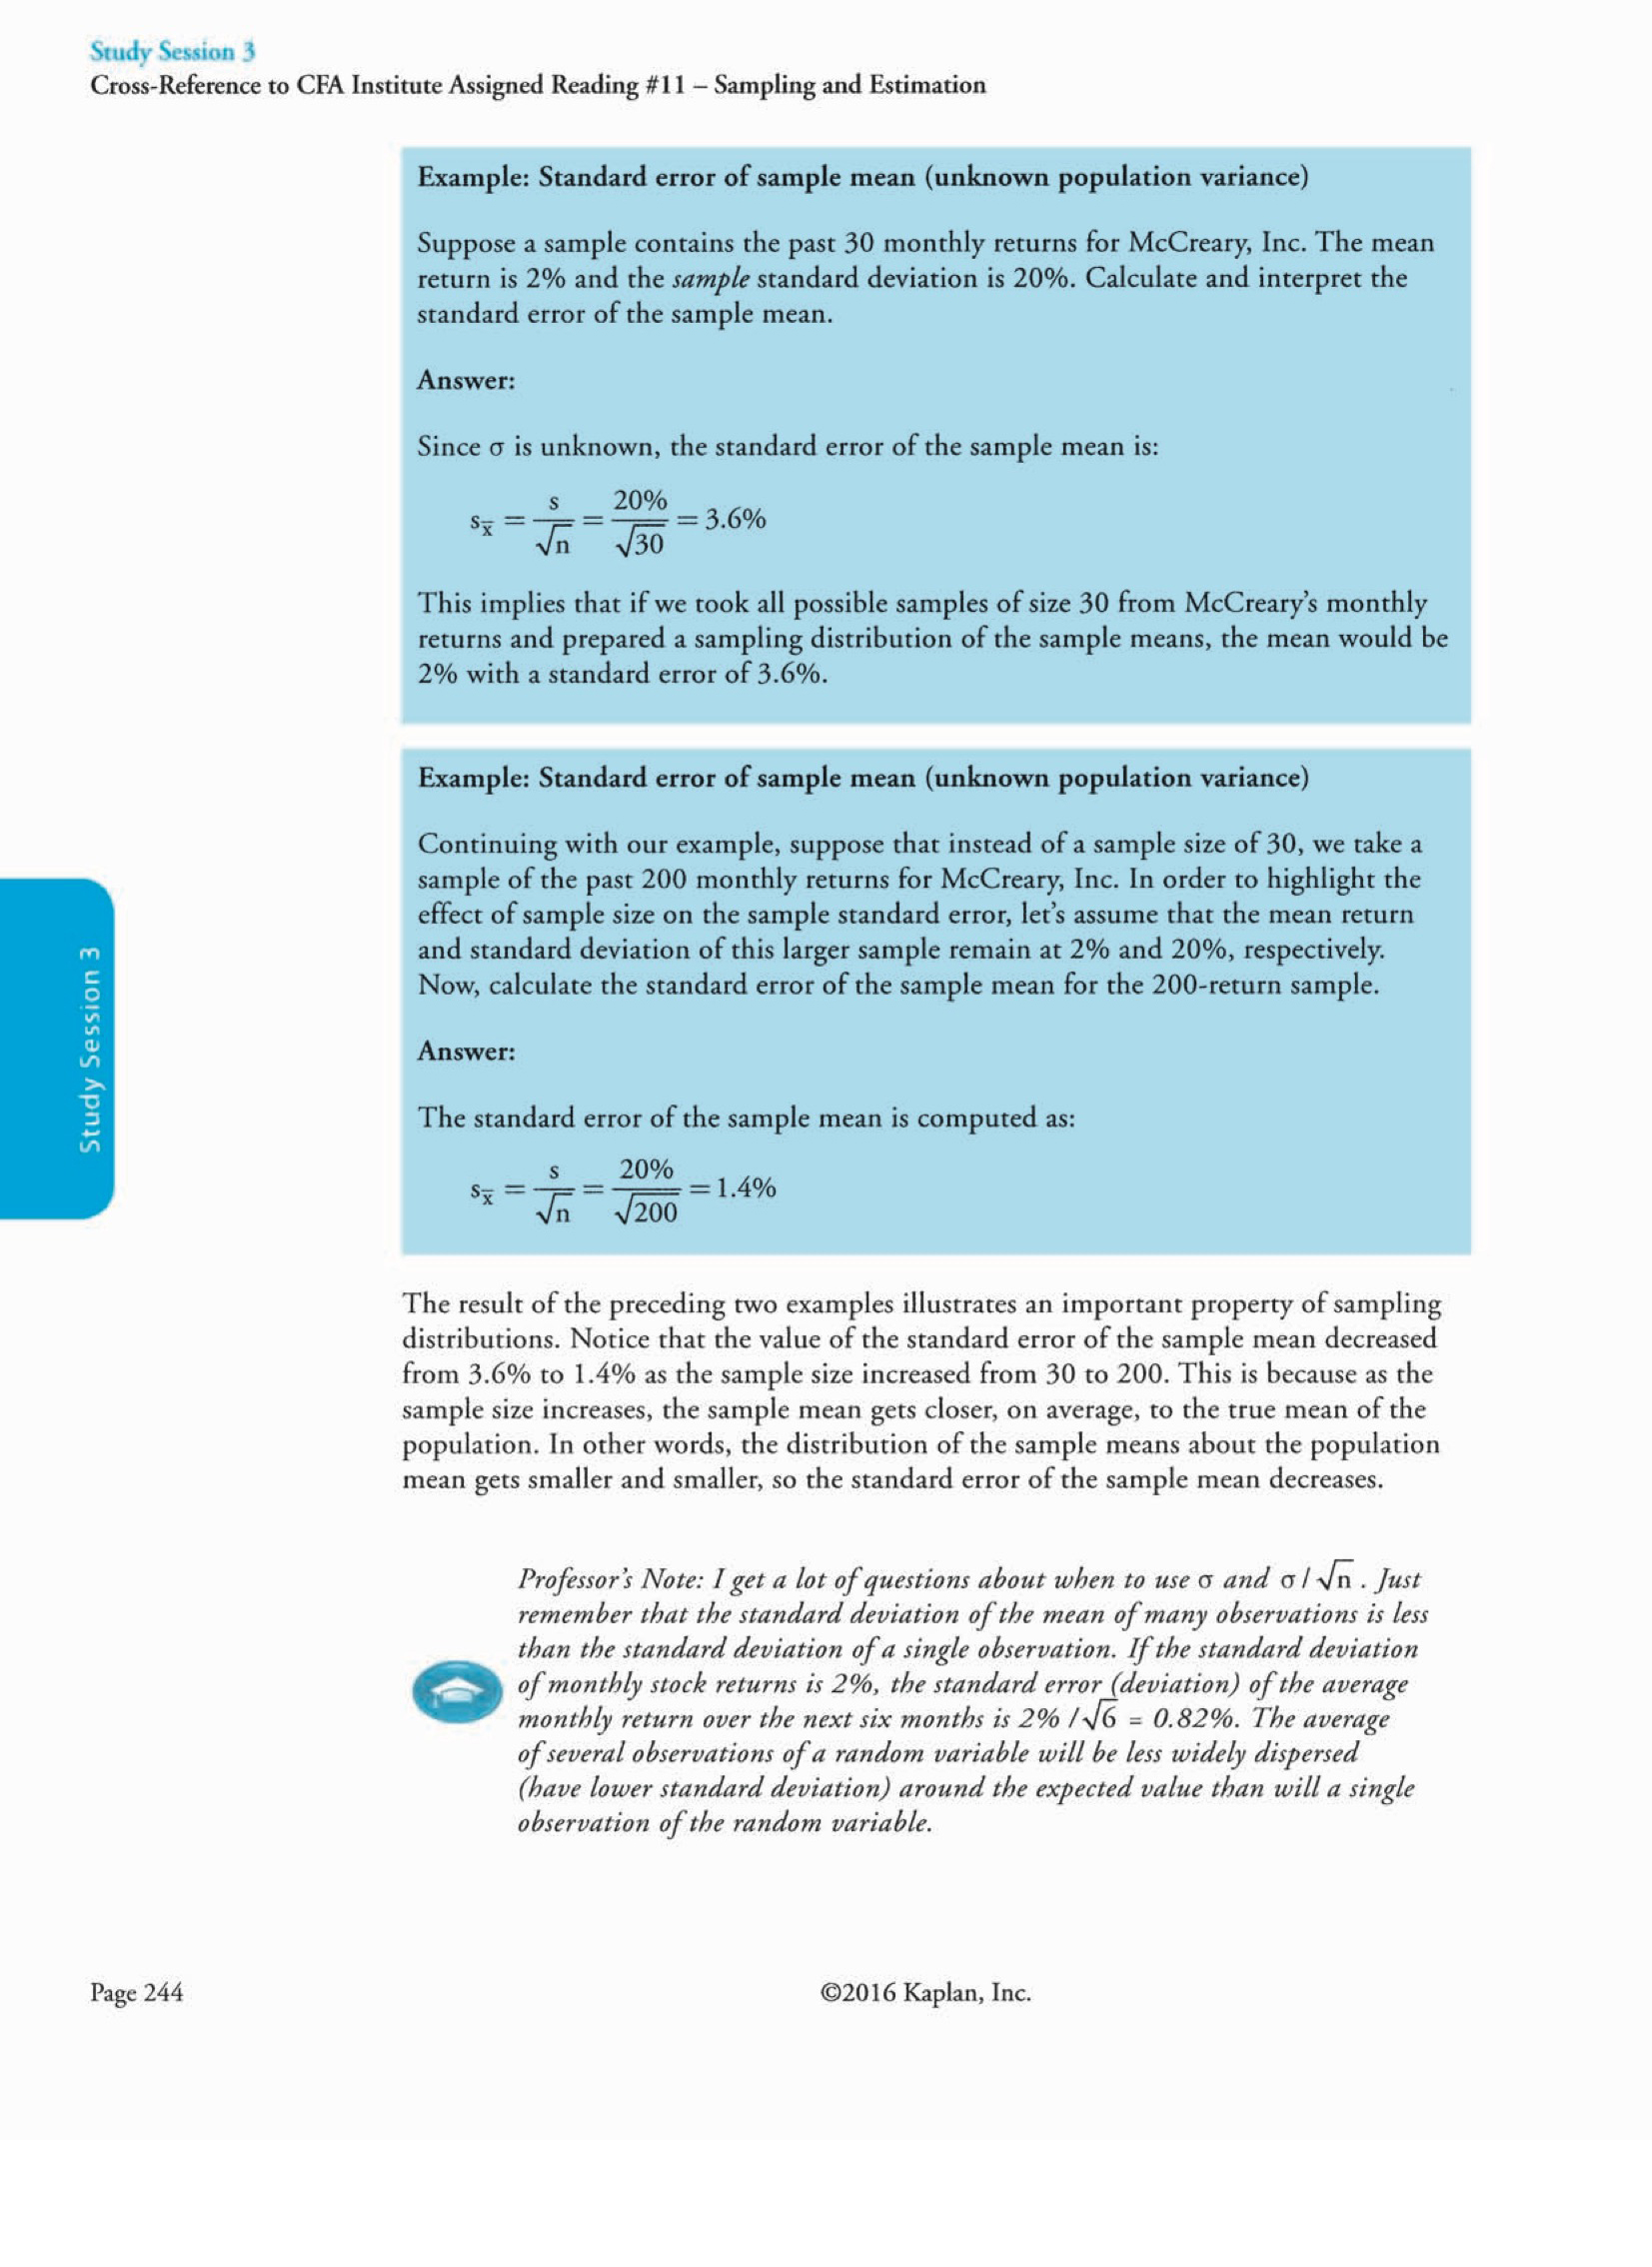 Study Session 3
Cross-Reference to CFA Institute Assigned Reading #11 – Sampling and Estimation
Example: Standard error of sample mean (unknown population variance)
Suppose a sample contains the past 30 monthly returns for McCreary, Inc. The mean
return is 2% and the sample standard deviation is 20%. Calculate and interpret the
standard error of the sample mean.
Answer:
Since σ is unknown, the standard error of the sample mean is:
s_x̄ = s/√n = 20%/√30 = 3.6%
This implies that if we took all possible samples of size 30 from McCreary's monthly
returns and prepared a sampling distribution of the sample means, the mean would be
2% with a standard error of 3.6%.
Example: Standard error of sample mean (unknown population variance)
Continuing with our example, suppose that instead of a sample size of 30, we take a
sample of the past 200 monthly returns for McCreary, Inc. In order to highlight the
effect of sample size on the sample standard error, let's assume that the mean return
and standard deviation of this larger sample remain at 2% and 20%, respectively.
Now, calculate the standard error of the sample mean for the 200-return sample.
Answer:
The standard error of the sample mean is computed as:
s_x̄ = s/√n = 20%/√200 = 1.4%
Study Session 3
The result of the preceding two examples illustrates an important property of sampling
distributions. Notice that the value of the standard error of the sample mean decreased
from 3.6% to 1.4% as the sample size increased from 30 to 200. This is because as the
sample size increases, the sample mean gets closer, on average, to the true mean of the
population. In other words, the distribution of the sample means about the population
mean gets smaller and smaller, so the standard error of the sample mean decreases.
Professor's Note: I get a lot of questions about when to use σ and σ / √n . Just
remember that the standard deviation of the mean of many observations is less
than the standard deviation of a single observation. If the standard deviation
of monthly stock returns is 2%, the standard error (deviation) of the average
monthly return over the next six months is 2% / √6 = 0.82%. The average
of several observations of a random variable will be less widely dispersed
(have lower standard deviation) around the expected value than will a single
observation of the random variable.
Page 244
©2016 Kaplan, Inc.